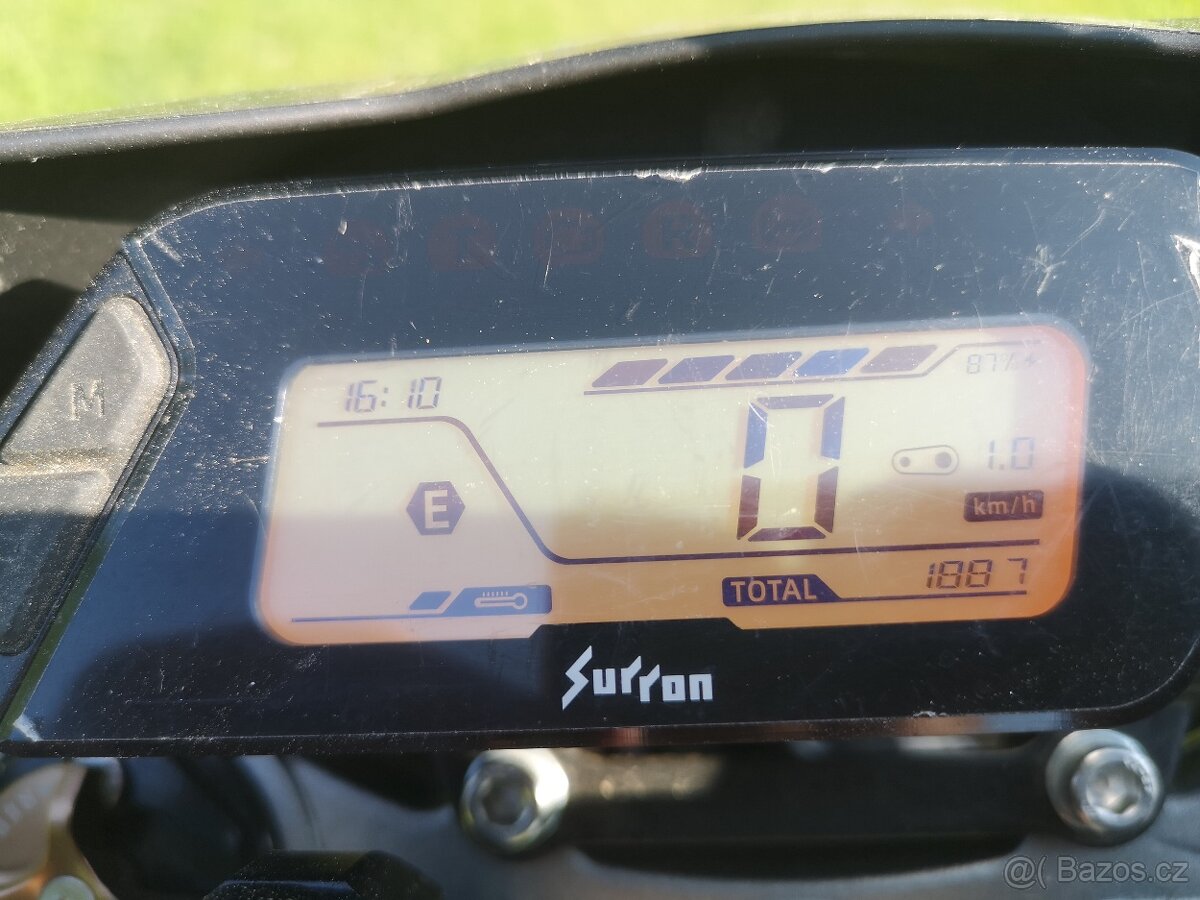 M
16:10
87%
0
1.0
E
km/h
TOTAL 1887
Surron
@( Bazos.cz